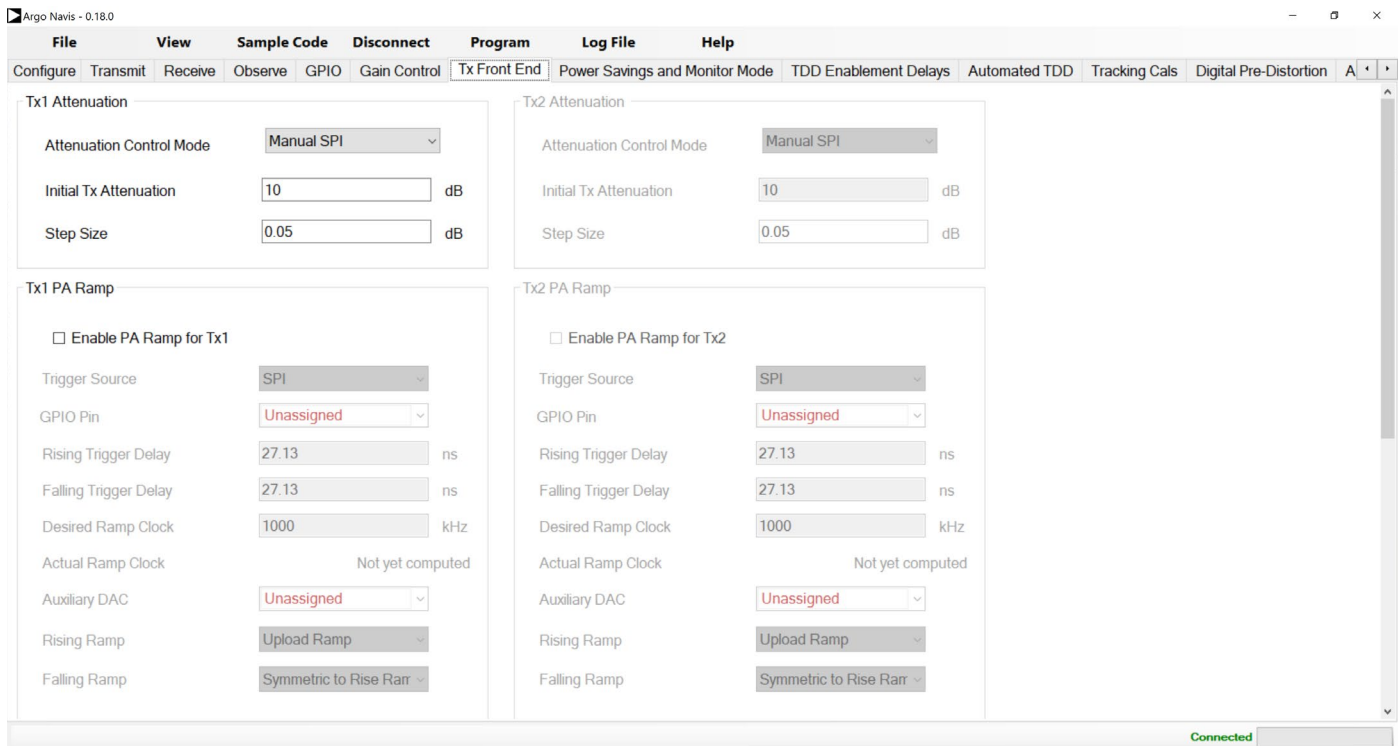 Argo Navis - 0.18.0
File View Sample Code Disconnect Program Log File Help
Configure Transmit Receive Observe GPIO Gain Control Tx Front End Power Savings and Monitor Mode TDD Enablement Delays Automated TDD Tracking Cals Digital Pre-Distortion A
Tx1 Attenuation
Attenuation Control Mode Manual SPI
Initial Tx Attenuation 10 dB
Step Size 0.05 dB
Tx2 Attenuation
Attenuation Control Mode Manual SPI
Initial Tx Attenuation 10 dB
Step Size 0.05 dB
Tx1 PA Ramp
Enable PA Ramp for Tx1
Trigger Source SPI
GPIO Pin Unassigned
Rising Trigger Delay 27.13 ns
Falling Trigger Delay 27.13 ns
Desired Ramp Clock 1000 kHz
Actual Ramp Clock Not yet computed
Auxiliary DAC Unassigned
Rising Ramp Upload Ramp
Falling Ramp Symmetric to Rise Ram
Tx2 PA Ramp
Enable PA Ramp for Tx2
Trigger Source SPI
GPIO Pin Unassigned
Rising Trigger Delay 27.13 ns
Falling Trigger Delay 27.13 ns
Desired Ramp Clock 1000 kHz
Actual Ramp Clock Not yet computed
Auxiliary DAC Unassigned
Rising Ramp Upload Ramp
Falling Ramp Symmetric to Rise Ram
Connected